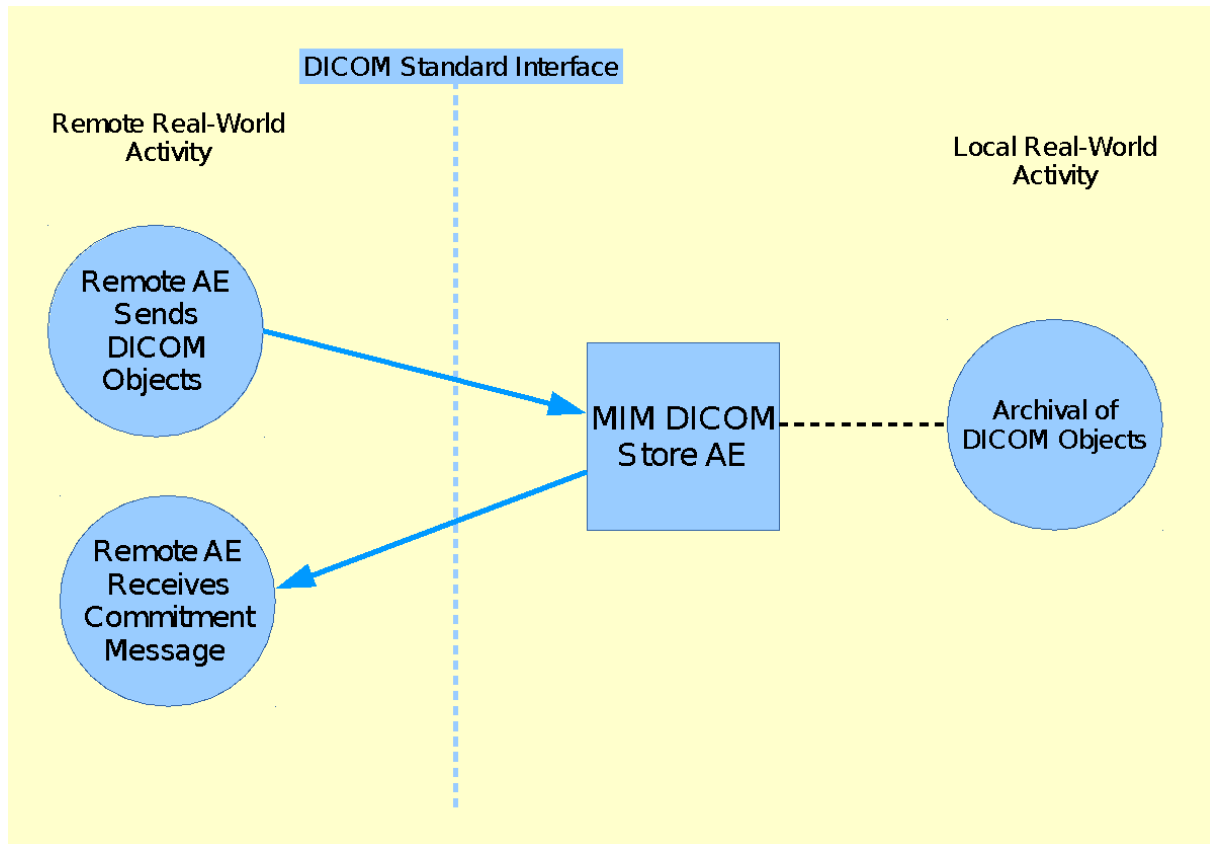 DICOM Standard Interface
Remote Real-World
Activity
Local Real-World
Activity
Remote AE
Sends
DICOM
Objects
MIM DICOM
Store AE
Archival of
DICOM Objects
Remote AE
Receives
Commitment
Message